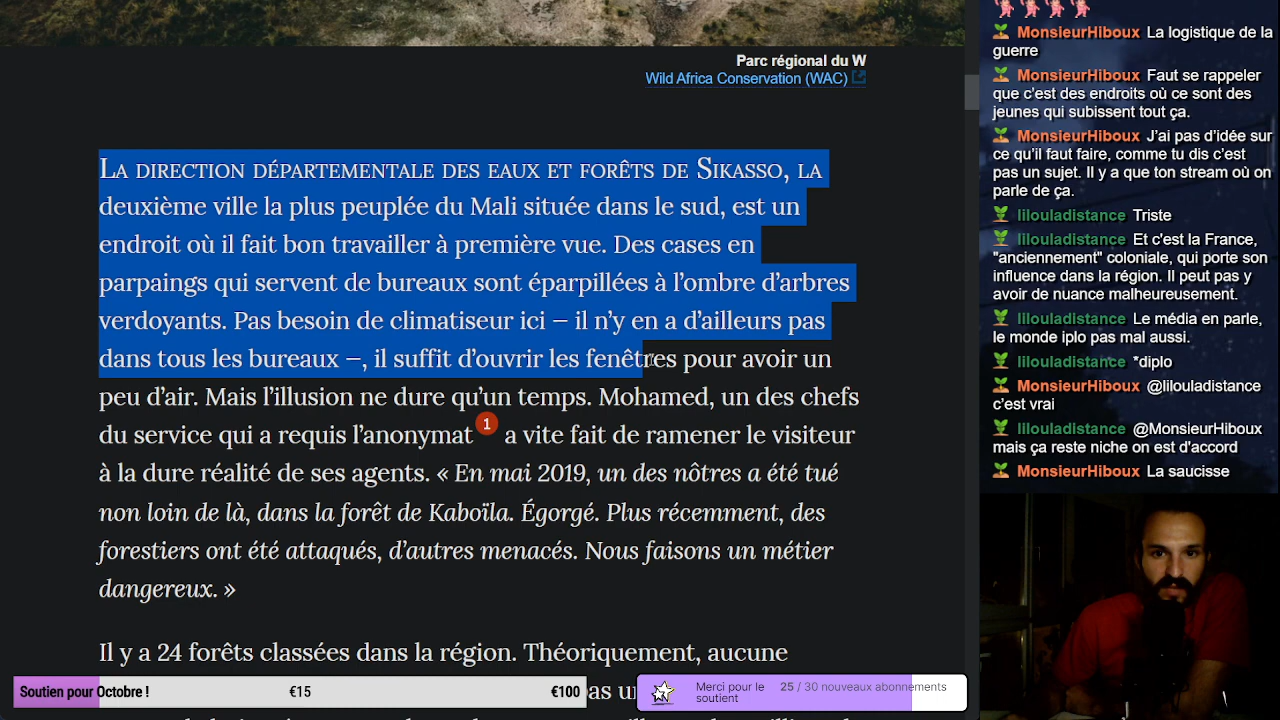 Parc régional du W
Wild Africa Conservation (WAC)
La direction départementale des eaux et forêts de Sikasso, la
deuxième ville la plus peuplée du Mali située dans le sud, est un
endroit où il fait bon travailler à première vue. Des cases en
parpaings qui servent de bureaux sont éparpillées à l’ombre d’arbres
verdoyants. Pas besoin de climatiseur ici – il n’y en a d’ailleurs pas
dans tous les bureaux –, il suffit d’ouvrir les fenêtres pour avoir un
peu d’air. Mais l’illusion ne dure qu’un temps. Mohamed, un des chefs
du service qui a requis l’anonymat 1 a vite fait de ramener le visiteur
à la dure réalité de ses agents. « En mai 2019, un des nôtres a été tué
non loin de là, dans la forêt de Kaboïla. Égorgé. Plus récemment, des
forestiers ont été attaqués, d’autres menacés. Nous faisons un métier
dangereux. »
Il y a 24 forêts classées dans la région. Théoriquement, aucune
Soutien pour Octobre !
€15
€100
Merci pour le
soutient
25 / 30 nouveaux abonnements
MonsieurHiboux La logistique de la
guerre
MonsieurHiboux Faut se rappeler
que c’est des endroits où ce sont des
jeunes qui subissent tout ça.
MonsieurHiboux J’ai pas d’idée sur
ce qu’il faut faire, comme tu dis c’est
pas un sujet. Il y a que ton stream où on
parle de ça.
lilouladistance Triste
lilouladistance Et c'est la France,
"anciennement" coloniale, qui porte son
influence dans la région. Il peut pas y
avoir de nuance malheureusement.
lilouladistance Le média en parle,
le monde iplo pas mal aussi.
lilouladistance *diplo
MonsieurHiboux @lilouladistance
c’est vrai
lilouladistance @MonsieurHiboux
mais ça reste niche on est d'accord
MonsieurHiboux La saucisse